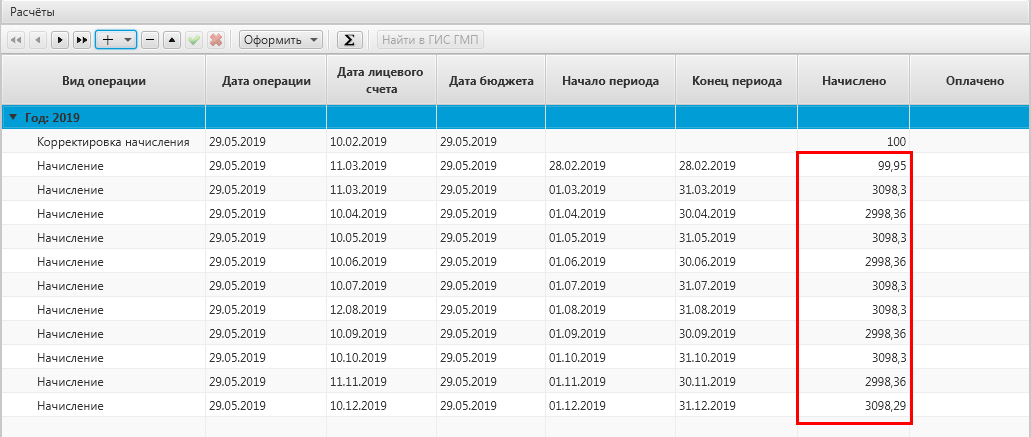 Расчёты
Оформить Σ Найти в ГИС ГМП
Вид операции Дата операции Дата лицевого счета Дата бюджета Начало периода Конец периода Начислено Оплачено
Год: 2019
Корректировка начисления 29.05.2019 10.02.2019 29.05.2019 100
Начисление 29.05.2019 11.03.2019 29.05.2019 28.02.2019 28.02.2019 99,95
Начисление 29.05.2019 11.03.2019 29.05.2019 01.03.2019 31.03.2019 3098,3
Начисление 29.05.2019 10.04.2019 29.05.2019 01.04.2019 30.04.2019 2998,36
Начисление 29.05.2019 10.05.2019 29.05.2019 01.05.2019 31.05.2019 3098,3
Начисление 29.05.2019 10.06.2019 29.05.2019 01.06.2019 30.06.2019 2998,36
Начисление 29.05.2019 10.07.2019 29.05.2019 01.07.2019 31.07.2019 3098,3
Начисление 29.05.2019 12.08.2019 29.05.2019 01.08.2019 31.08.2019 3098,3
Начисление 29.05.2019 10.09.2019 29.05.2019 01.09.2019 30.09.2019 2998,36
Начисление 29.05.2019 10.10.2019 29.05.2019 01.10.2019 31.10.2019 3098,3
Начисление 29.05.2019 11.11.2019 29.05.2019 01.11.2019 30.11.2019 2998,36
Начисление 29.05.2019 10.12.2019 29.05.2019 01.12.2019 31.12.2019 3098,29